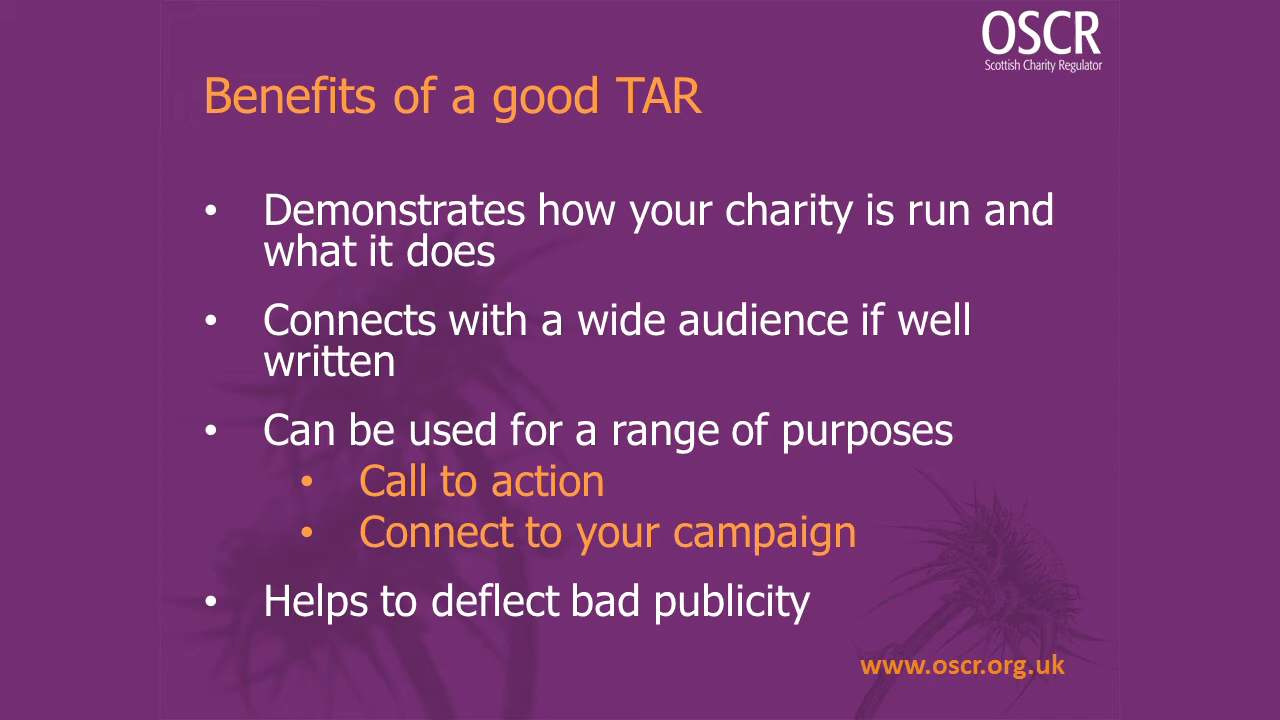 OSCR
Scottish Charity Regulator
Benefits of a good TAR
• Demonstrates how your charity is run and
what it does
• Connects with a wide audience if well
written
• Can be used for a range of purposes
• Call to action
• Connect to your campaign
• Helps to deflect bad publicity
www.oscr.org.uk